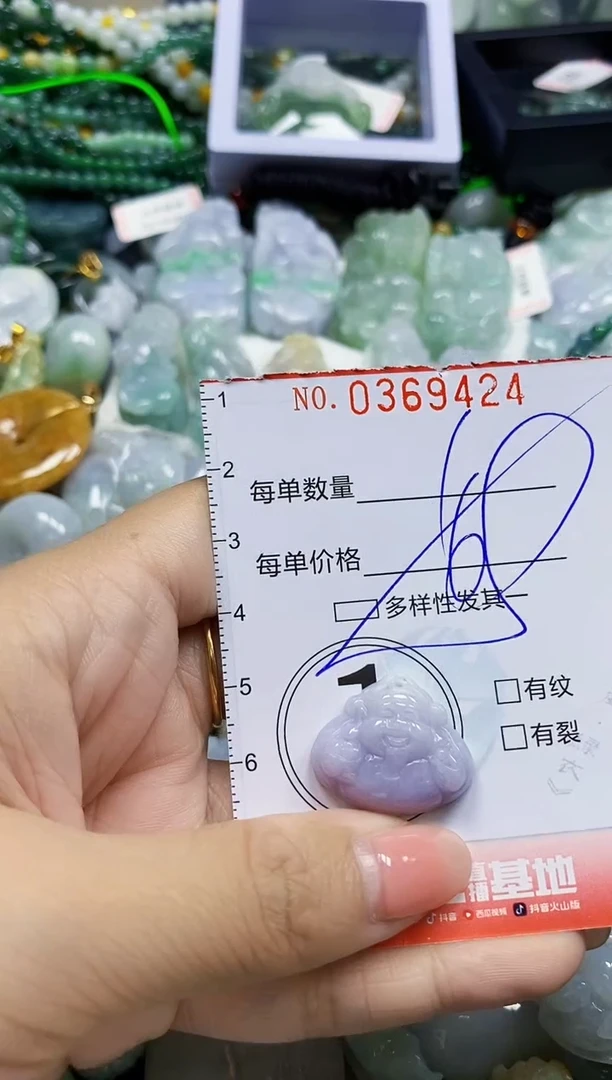 NO. 0369424
1
2
每单数量
3
每单价格
4
多样性发其一
1
5
有纹
有裂
6
直播基地
抖音 西瓜视频 抖音火山版